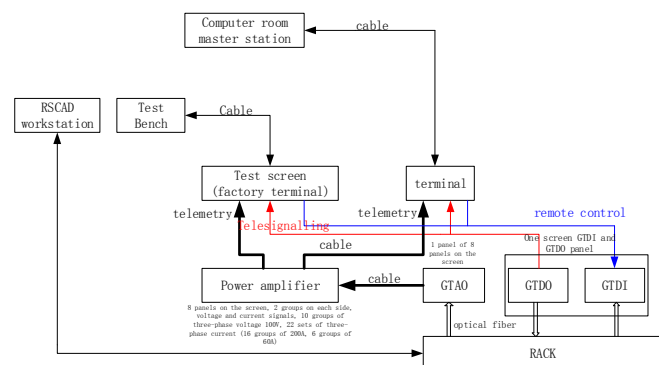 Computer room
master station
cable
RSCAD
workstation
Test
Bench
Cable
Test screen
(factory terminal)
terminal
telemetry
Telesignalling
telemetry
remote control
cable
1 panel of 8
panels on the
screen
One screen GTDI and
GTDO panel
Power amplifier
cable
GTAO
GTDO
GTDI
8 panels on the screen, 2 groups on each side,
voltage and current signals, 10 groups of
three-phase voltage 100V, 22 sets of three-
phase current (16 groups of 200A, 6 groups of
60A)
optical fiber
RACK